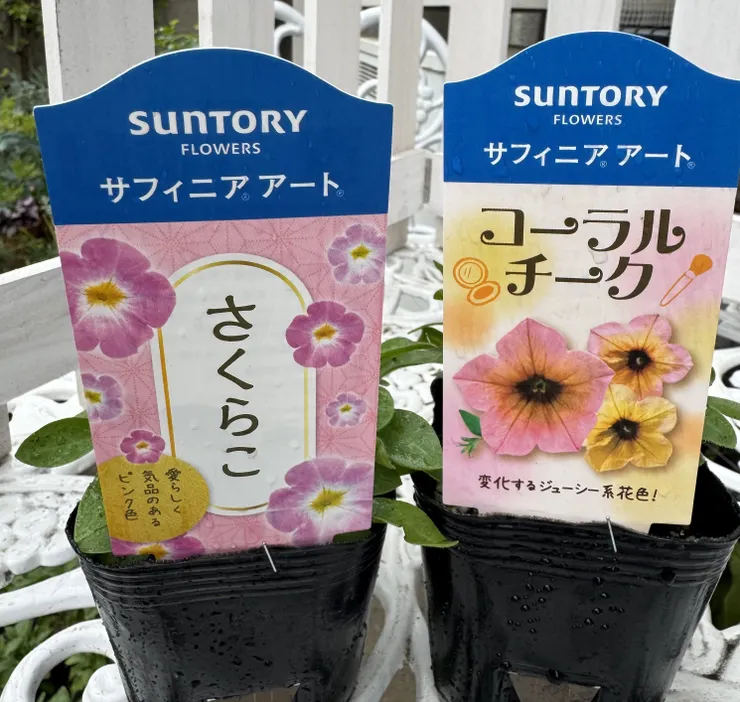 SUNTORY
FLOWERS
サフィニア® アート®
さくらこ
愛らしく
気品のある
ピンク色
SUNTORY
FLOWERS
サフィニア® アート®
コーラル
チーク
変化するジューシー系花色!